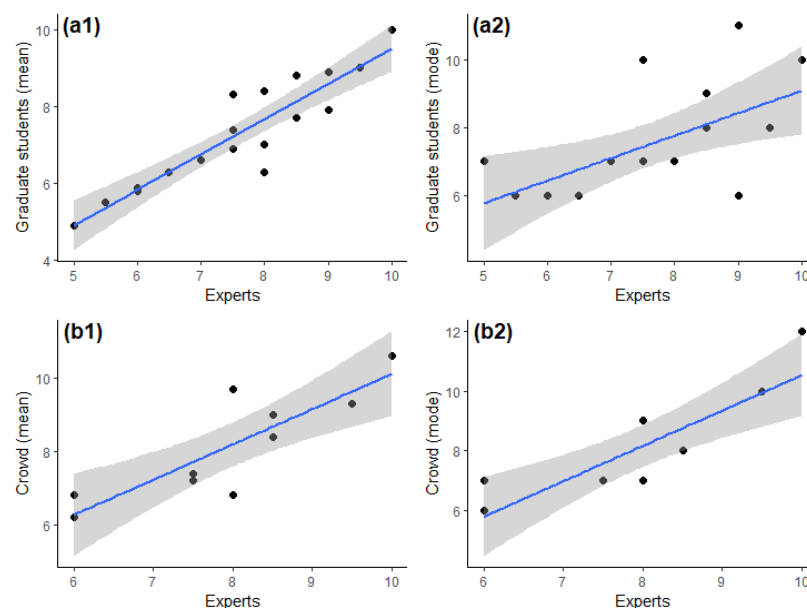 (a1)
Graduate students (mean)
10
8
6
4
5 6 7 8 9 10
Experts
(a2)
Graduate students (mode)
10
8
6
5 6 7 8 9 10
Experts
(b1)
Crowd (mean)
10
8
6
6 7 8 9 10
Experts
(b2)
Crowd (mode)
12
10
8
6
6 7 8 9 10
Experts